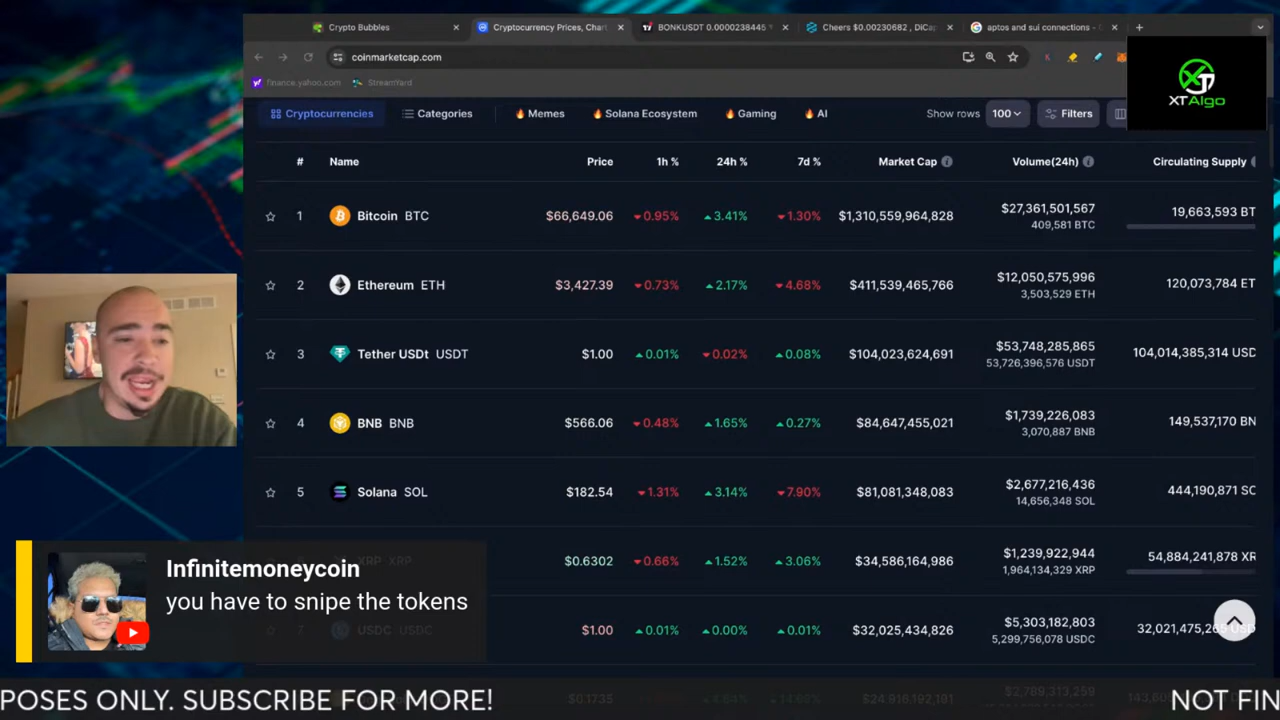 Crypto Bubbles
Cryptocurrency Prices, Chart
BONKUSDT 0.0000238445
Cheers $0.00230682 , DiCap
aptos and sui connections -
coinmarketcap.com
finance.yahoo.com
StreamYard
XTAlgo
Cryptocurrencies
Categories
Memes
Solana Ecosystem
Gaming
AI
Show rows
100
Filters
# Name Price 1h % 24h % 7d % Market Cap Volume(24h) Circulating Supply
1 Bitcoin BTC $66,649.06 0.95% 3.41% 1.30% $1,310,559,964,828 $27,361,501,567 19,663,593 BT
409,581 BTC
2 Ethereum ETH $3,427.39 0.73% 2.17% 4.68% $411,539,465,766 $12,050,575,996 120,073,784 ET
3,503,529 ETH
3 Tether USDt USDT $1.00 0.01% 0.02% 0.08% $104,023,624,691 $53,748,285,865 104,014,385,314 USD
53,726,396,576 USDT
4 BNB BNB $566.06 0.48% 1.65% 0.27% $84,647,455,021 $1,739,226,083 149,537,170 BN
3,070,887 BNB
5 Solana SOL $182.54 1.31% 3.14% 7.90% $81,081,348,083 $2,677,216,436 444,190,871 SO
14,656,348 SOL
XRP XRP $0.6302 0.66% 1.52% 3.06% $34,586,164,986 $1,239,922,944 54,884,241,878 XR
1,964,134,329 XRP
7 USDC USDC $1.00 0.01% 0.00% 0.01% $32,025,434,826 $5,303,182,803 32,021,475,265 USD
5,299,756,078 USDC
Infinitemoneycoin
you have to snipe the tokens
POSES ONLY. SUBSCRIBE FOR MORE!
NOT FIN